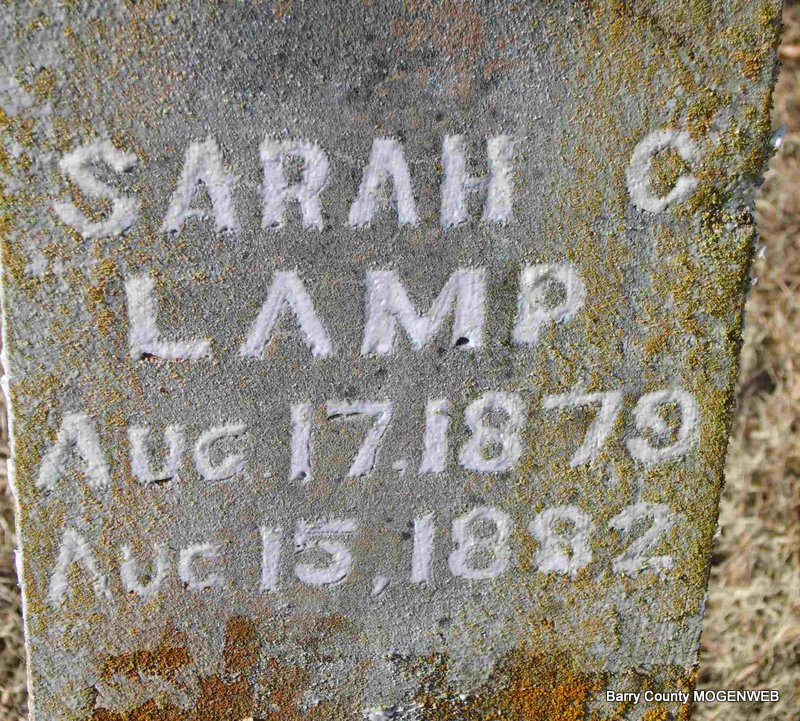 SARAH C
LAMP
AUG. 17. 1879
AUG 15, 1882
Barry County MOGENWEB